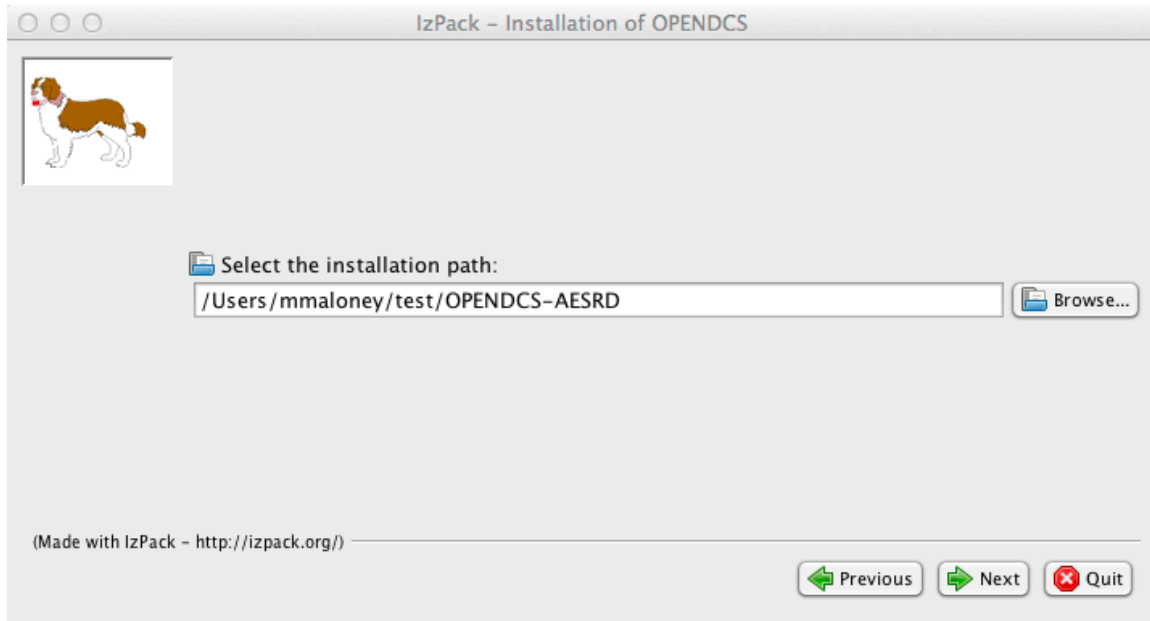 IzPack – Installation of OPENDCS
Select the installation path:
/Users/mmaloney/test/OPENDCS-AESRD
Browse...
(Made with IzPack – http://izpack.org/)
Previous
Next
Quit